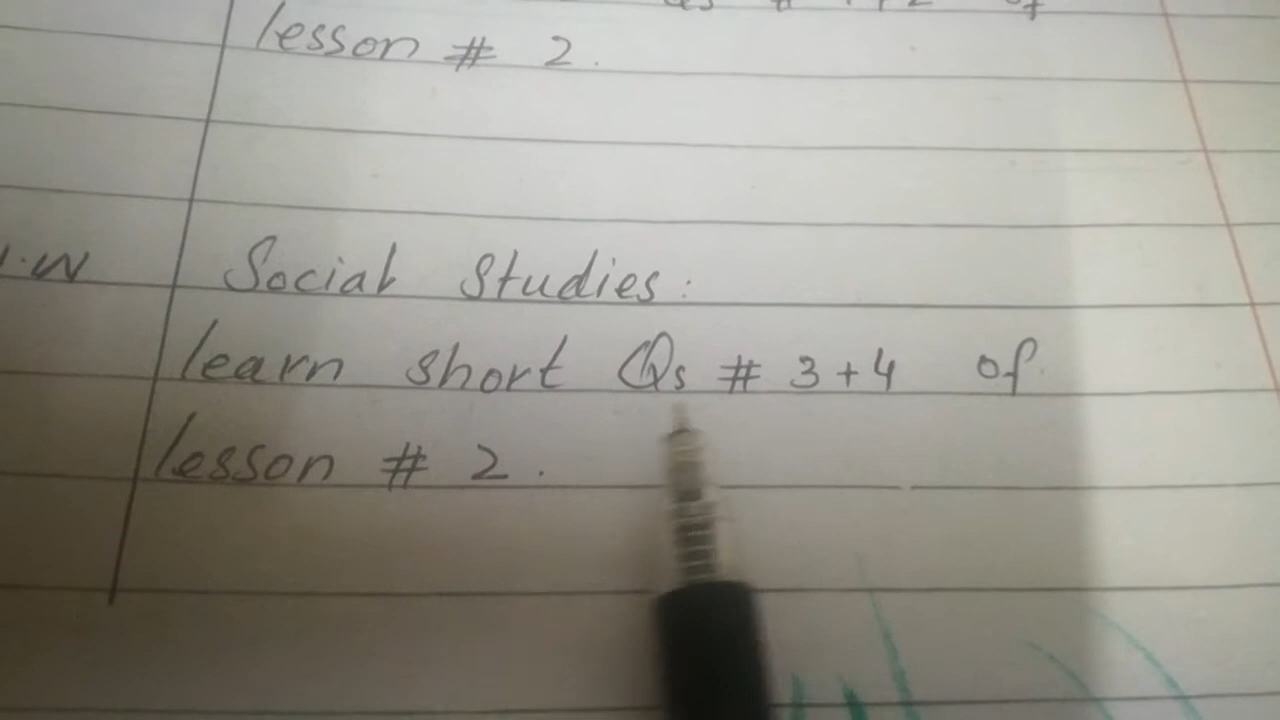 lesson # 2.
.W Social Studies:
learn short Qs # 3+4 of
lesson # 2.